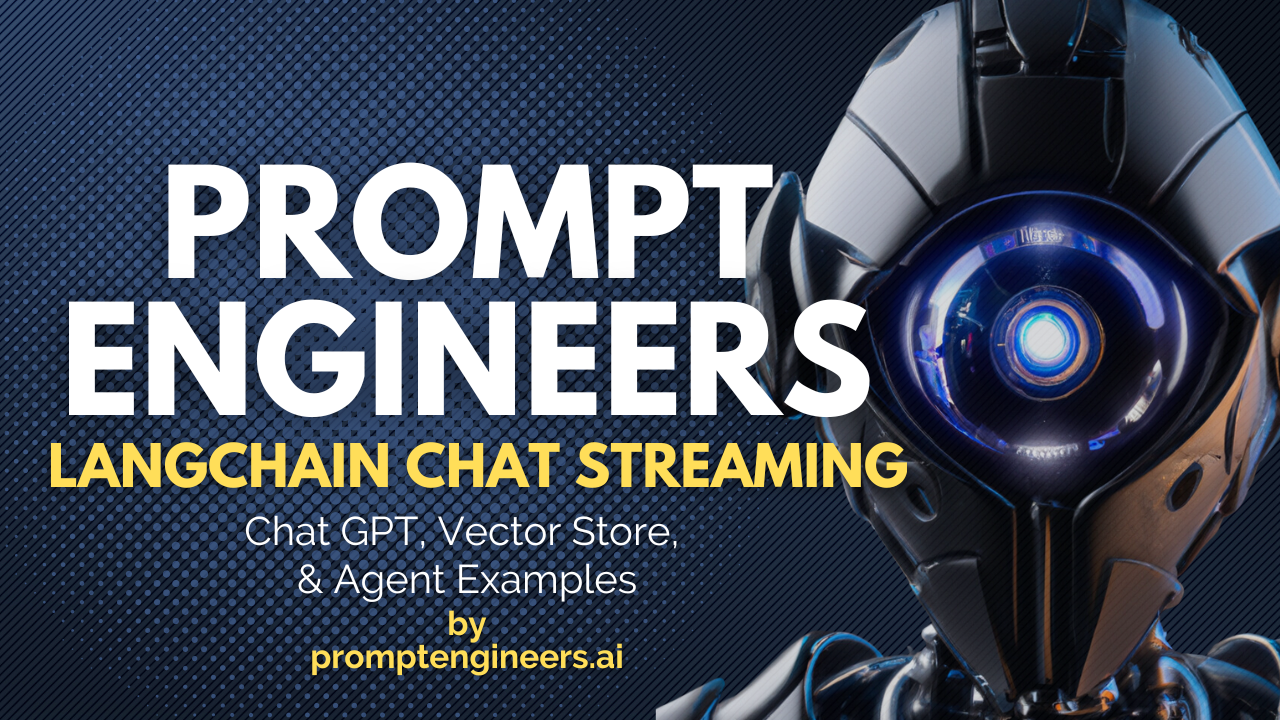 PROMPT
ENGINEERS
LANGCHAIN CHAT STREAMING
Chat GPT, Vector Store,
& Agent Examples
by
promptengineers.ai